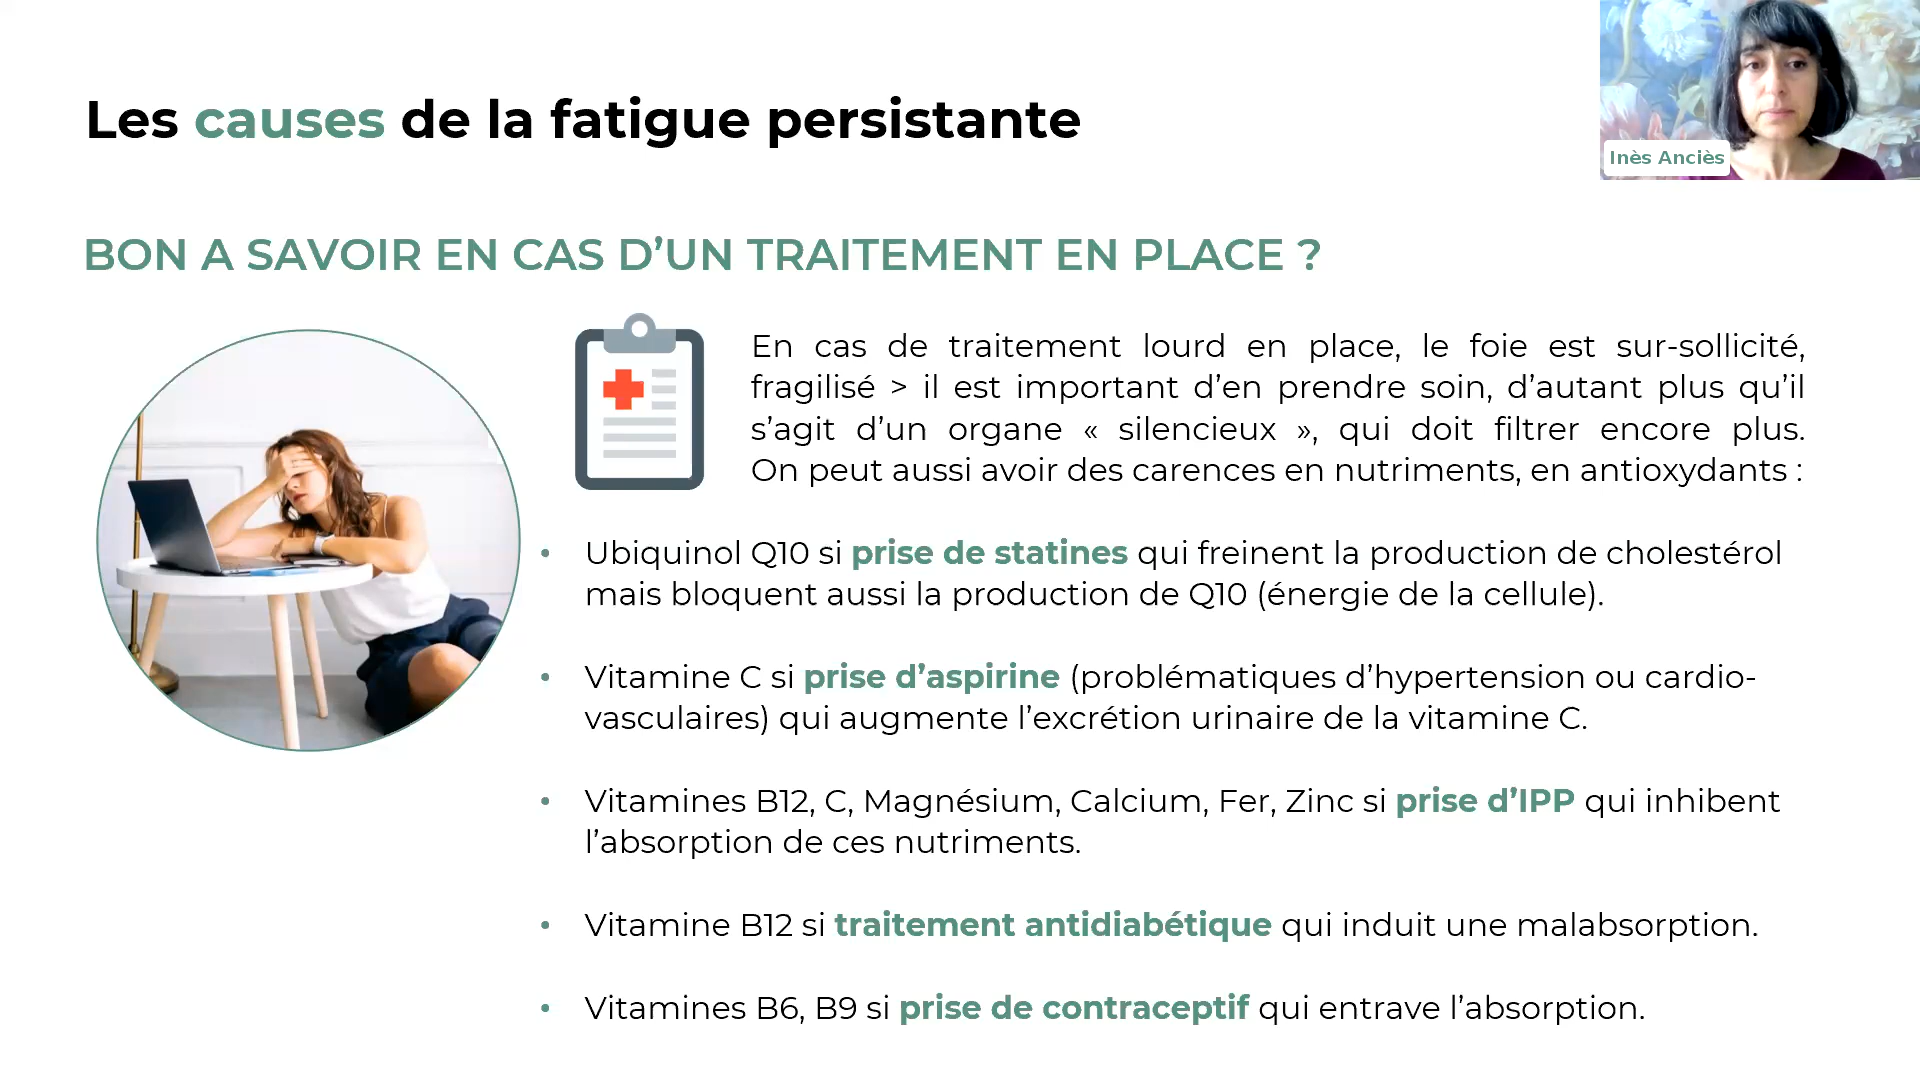 Les causes de la fatigue persistante
Inès Anciès
BON A SAVOIR EN CAS D’UN TRAITEMENT EN PLACE ?
En cas de traitement lourd en place, le foie est sur-sollicité,
fragilisé > il est important d’en prendre soin, d’autant plus qu’il
s’agit d’un organe « silencieux », qui doit filtrer encore plus.
On peut aussi avoir des carences en nutriments, en antioxydants :
• Ubiquinol Q10 si prise de statines qui freinent la production de cholestérol
mais bloquent aussi la production de Q10 (énergie de la cellule).
• Vitamine C si prise d’aspirine (problématiques d’hypertension ou cardio-
vasculaires) qui augmente l’excrétion urinaire de la vitamine C.
• Vitamines B12, C, Magnésium, Calcium, Fer, Zinc si prise d’IPP qui inhibent
l’absorption de ces nutriments.
• Vitamine B12 si traitement antidiabétique qui induit une malabsorption.
• Vitamines B6, B9 si prise de contraceptif qui entrave l’absorption.